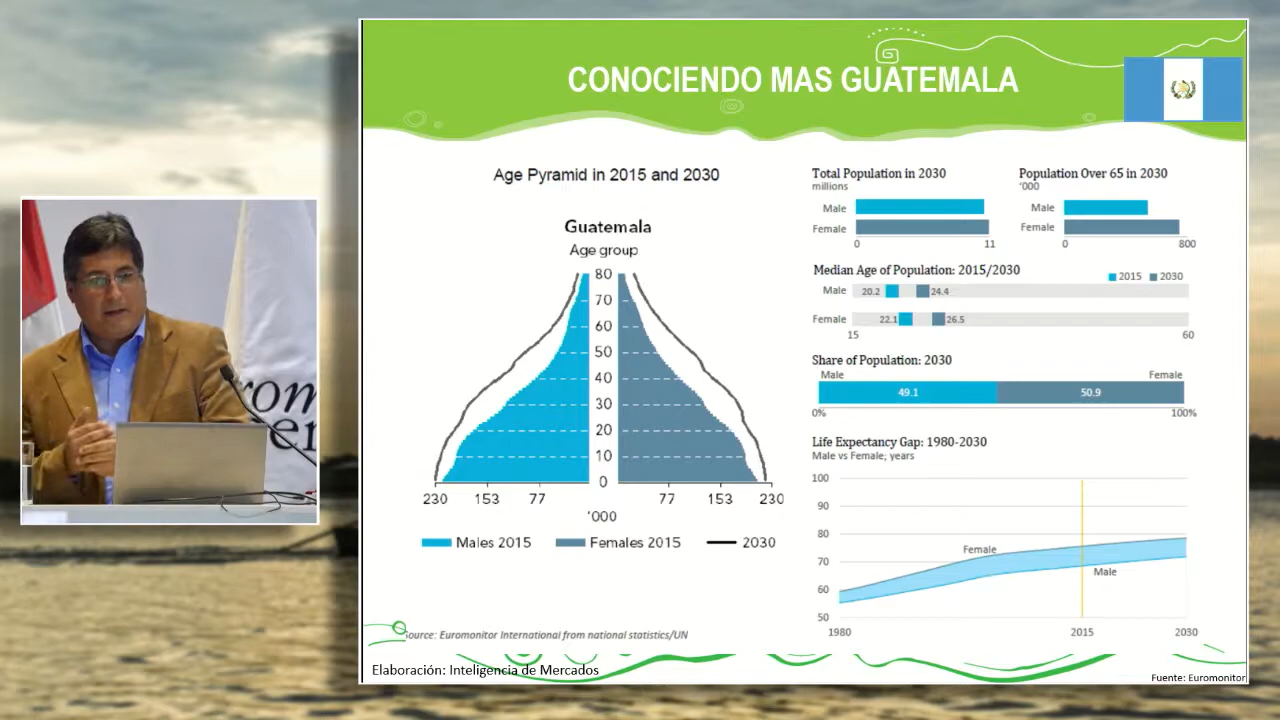 CONOCIENDO MAS GUATEMALA
Age Pyramid in 2015 and 2030
Guatemala
Age group
80
70
60
50
40
30
20
10
0
230 153 77 77 153 230
'000
Males 2015 Females 2015 2030
Source: Euromonitor International from national statistics/UN
Elaboración: Inteligencia de Mercados
Total Population in 2030
millions
Male
Female
0 11
Population Over 65 in 2030
'000
Male
Female
0 800
Median Age of Population: 2015/2030
2015 2030
Male 20.2 24.4
Female 22.1 26.5
15 60
Share of Population: 2030
Male Female
49.1 50.9
0% 100%
Life Expectancy Gap: 1980-2030
Male vs Female; years
100
90
80
70
60
50
Female
Male
1980 2015 2030
Fuente: Euromonitor